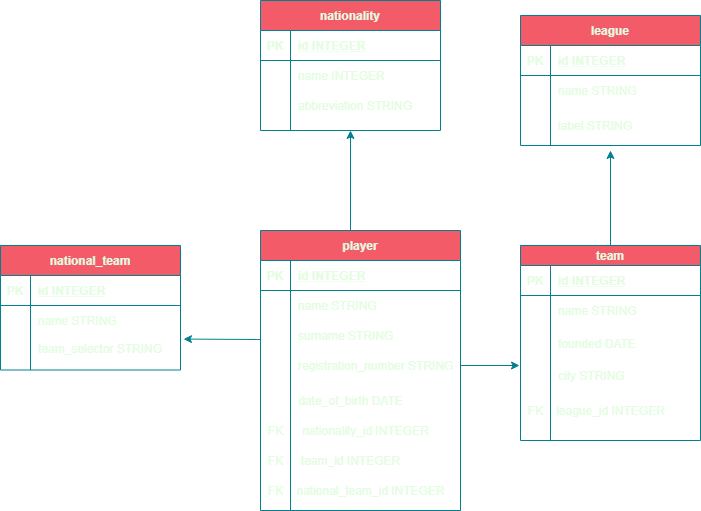 nationality
PK id INTEGER
name INTEGER
abbreviation STRING
league
PK id INTEGER
name STRING
label STRING
national_team
PK id INTEGER
name STRING
team_selector STRING
player
PK id INTEGER
name STRING
surname STRING
registration_number STRING
date_of_birth DATE
FK nationality_id INTEGER
FK team_id INTEGER
FK national_team_id INTEGER
team
PK id INTEGER
name STRING
founded DATE
city STRING
FK league_id INTEGER